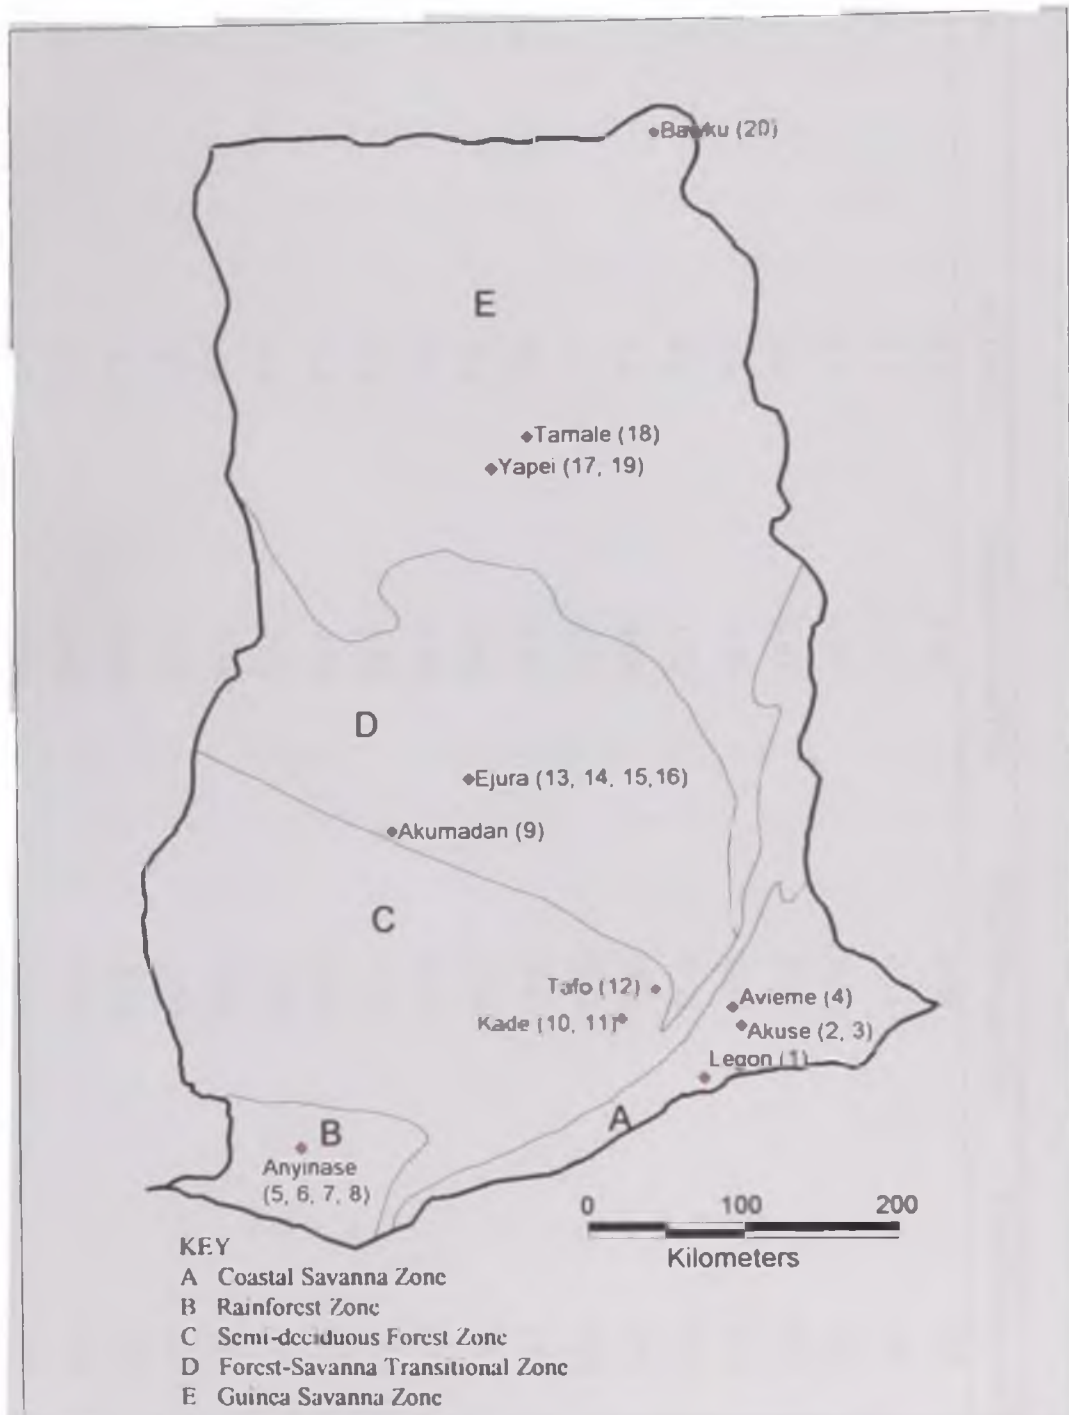 Bawku (20)
E
Tamale (18)
Yapei (17, 19)
D
Ejura (13, 14, 15,16)
Akumadan (9)
C
Tafo (12)
Kade (10, 11)
Avieme (4)
Akuse (2, 3)
Legon (1)
A
B
Anyinase
(5, 6, 7, 8)
0 100 200
Kilometers
KEY
A Coastal Savanna Zone
B Rainforest Zone
C Semi-deciduous Forest Zone
D Forest-Savanna Transitional Zone
E Guinea Savanna Zone